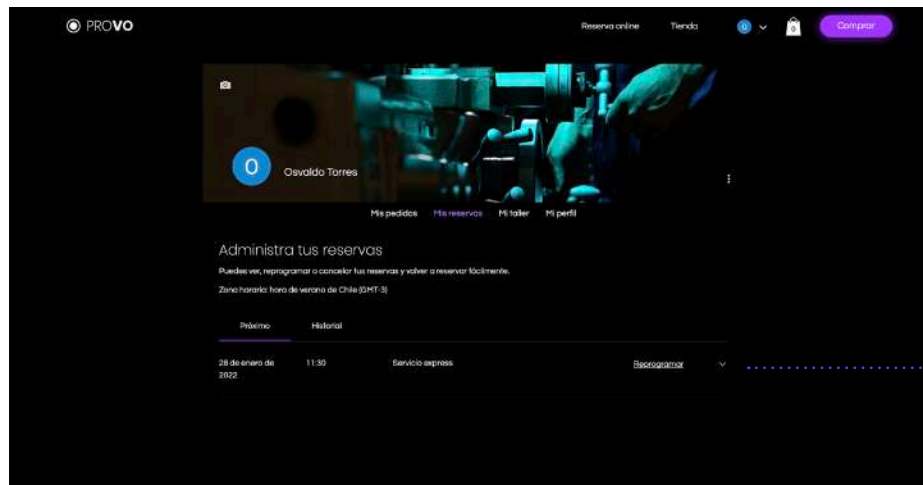 PROVO
Reserva online Tienda 0 0 Comprar
O Osvaldo Torres
Mis pedidos Mis reservas Mi taller Mi perfil
Administra tus reservas
Puedes ver, reprogramar o cancelar tus reservas y volver a reservar fácilmente.
Zona horaria: hora de verano de Chile (GMT-3)
Próximo Historial
28 de enero de 11:30 Servicio express Reprogramar
2022